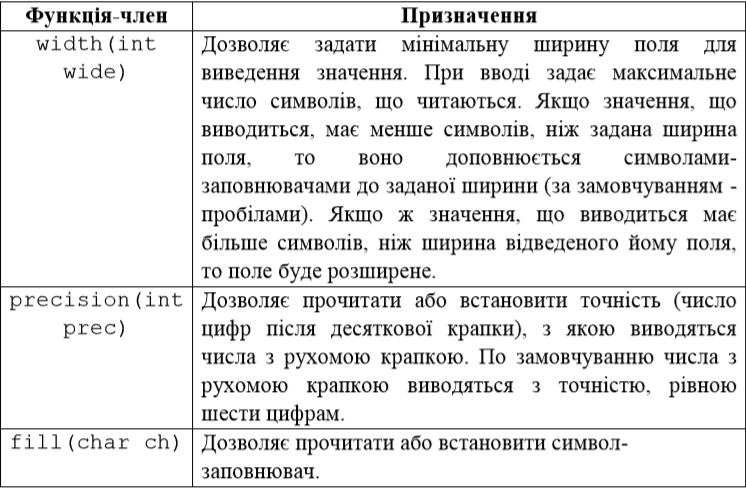 Функція-член Призначення
width(int wide)
Дозволяє задати мінімальну ширину поля для
виведення значення. При вводі задає максимальне
число символів, що читаються. Якщо значення, що
виводиться, має менше символів, ніж задана ширина
поля, то воно доповнюється символами-
заповнювачами до заданої ширини (за замовчуванням -
пробілами). Якщо ж значення, що виводиться має
більше символів, ніж ширина відведеного йому поля,
то поле буде розширене.
precision(int prec)
Дозволяє прочитати або встановити точність (число
цифр після десяткової крапки), з якою виводяться
числа з рухомою крапкою. По замовчуванню числа з
рухомою крапкою виводяться з точністю, рівною
шести цифрам.
fill(char ch)
Дозволяє прочитати або встановити символ-
заповнювач.